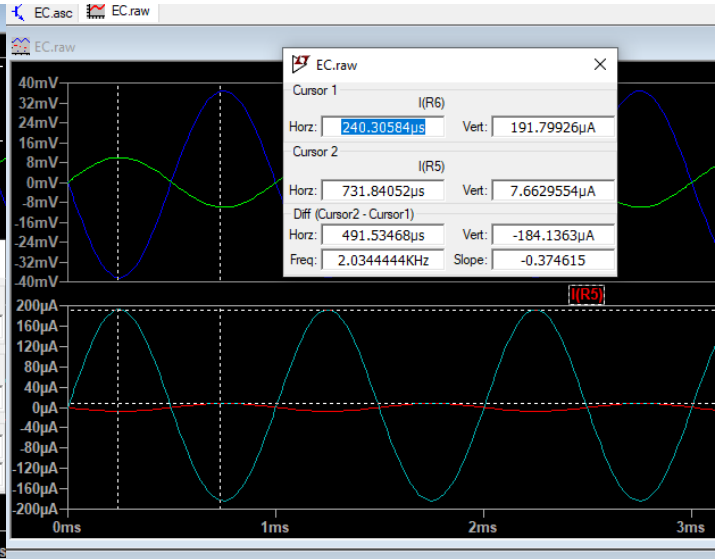 EC.asc EC.raw
EC.raw
EC.raw
Cursor 1
I(R6)
Horz: 240.30584µs Vert: 191.79926µA
Cursor 2
I(R5)
Horz: 731.84052µs Vert: 7.6629554µA
Diff (Cursor2 - Cursor1)
Horz: 491.53468µs Vert: -184.1363µA
Freq: 2.0344444KHz Slope: -0.374615
40mV
32mV
24mV
16mV
8mV
0mV
-8mV
-16mV
-24mV
-32mV
-40mV
I(R5)
200µA
160µA
120µA
80µA
40µA
0µA
-40µA
-80µA
-120µA
-160µA
-200µA
0ms 1ms 2ms 3ms